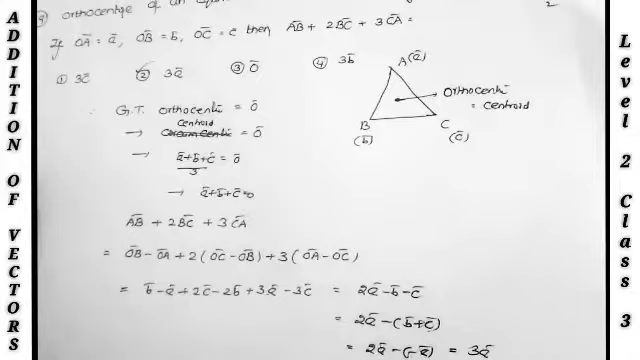 9) Orthocentre of an
If OA̅ = a̅, OB̅ = b̅, OC̅ = c̅ then AB̅ + 2BC̅ + 3CA̅ =
① 3c̅ ② 3a̅ ③ 0̅ ④ 3b̅
A(a̅)
Orthocentre
= centroid
B
(b̅)
C
(c̅)
G.T. orthocentre = 0̅
→ centroid = 0̅
→ a̅+b̅+c̅/3 = 0̅
→ a̅+b̅+c̅=0
AB̅ + 2BC̅ + 3CA̅
= OB̅ - OA̅ + 2(OC̅ - OB̅) + 3(OA̅ - OC̅)
= b̅ - a̅ + 2c̅ - 2b̅ + 3a̅ - 3c̅ = 2a̅ - b̅ - c̅
= 2a̅ - (b̅+c̅)
= 2a̅ - (-a̅) = 3a̅
ADDITION OF VECTORS
Level 2 Class 3